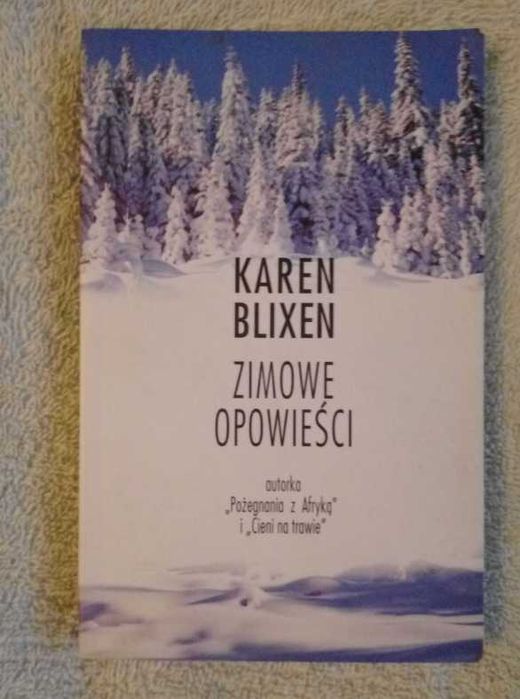 KAREN
BLIXEN
ZIMOWE
OPOWIEŚCI
autorka
„Pożegnania z Afryką"
i „Cieni na trawie"